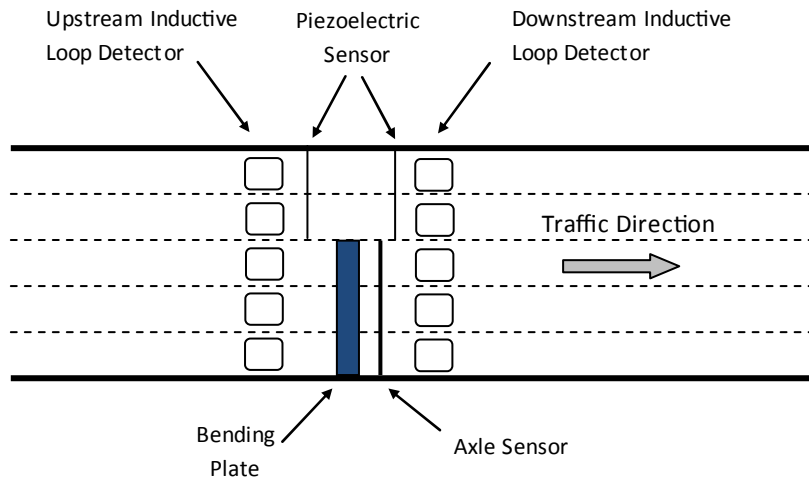 Upstream Inductive
Loop Detector
Piezoelectric
Sensor
Downstream Inductive
Loop Detector
Traffic Direction
Bending
Plate
Axle Sensor